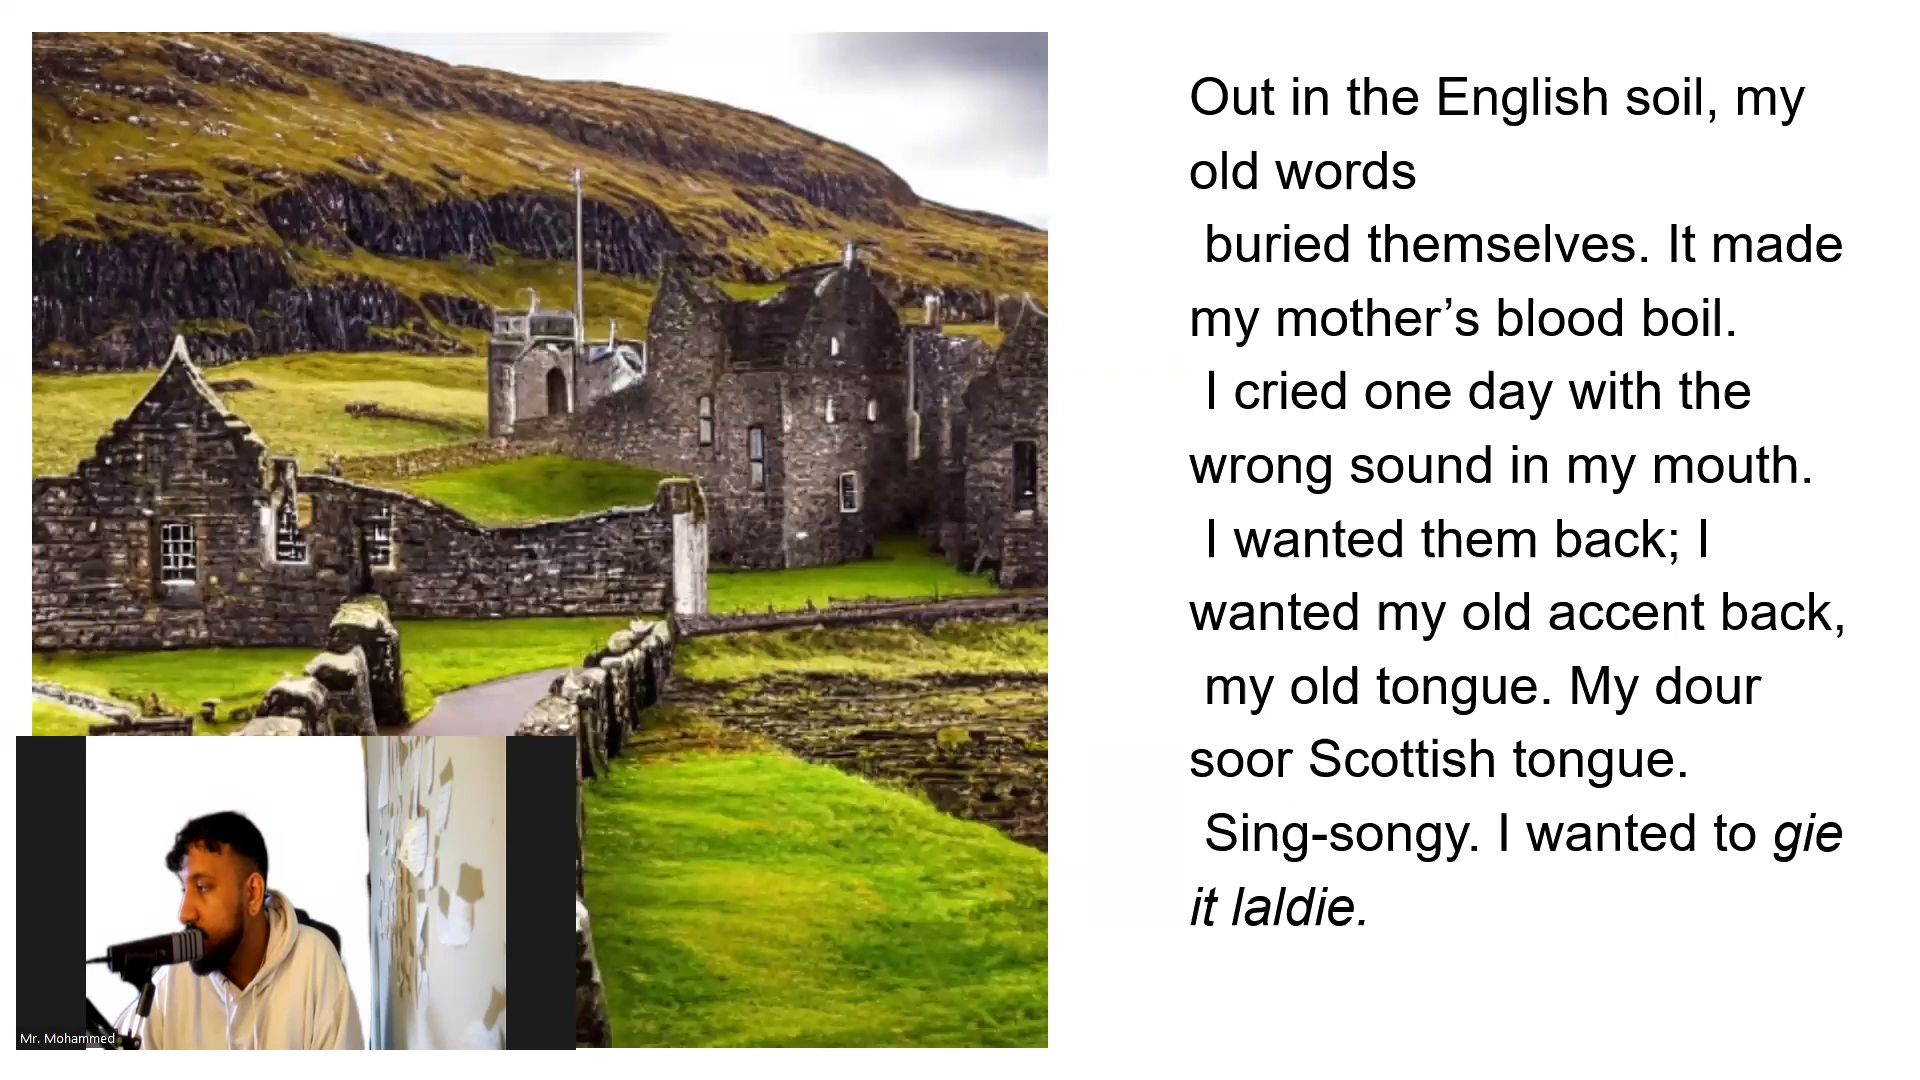 Out in the English soil, my
old words
buried themselves. It made
my mother’s blood boil.
I cried one day with the
wrong sound in my mouth.
I wanted them back; I
wanted my old accent back,
my old tongue. My dour
soor Scottish tongue.
Sing-songy. I wanted to gie
it laldie.
Mr. Mohammed